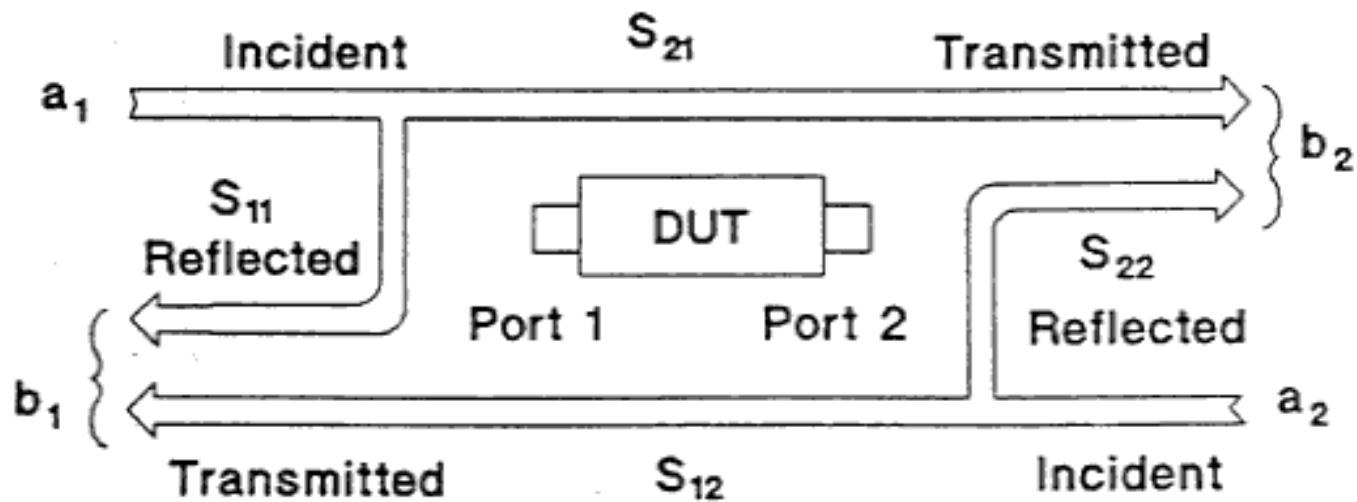 Incident S₂₁ Transmitted
a₁
b₂
S₁₁
DUT
Reflected
S₂₂
Port 1 Port 2 Reflected
b₁
a₂
Transmitted S₁₂ Incident